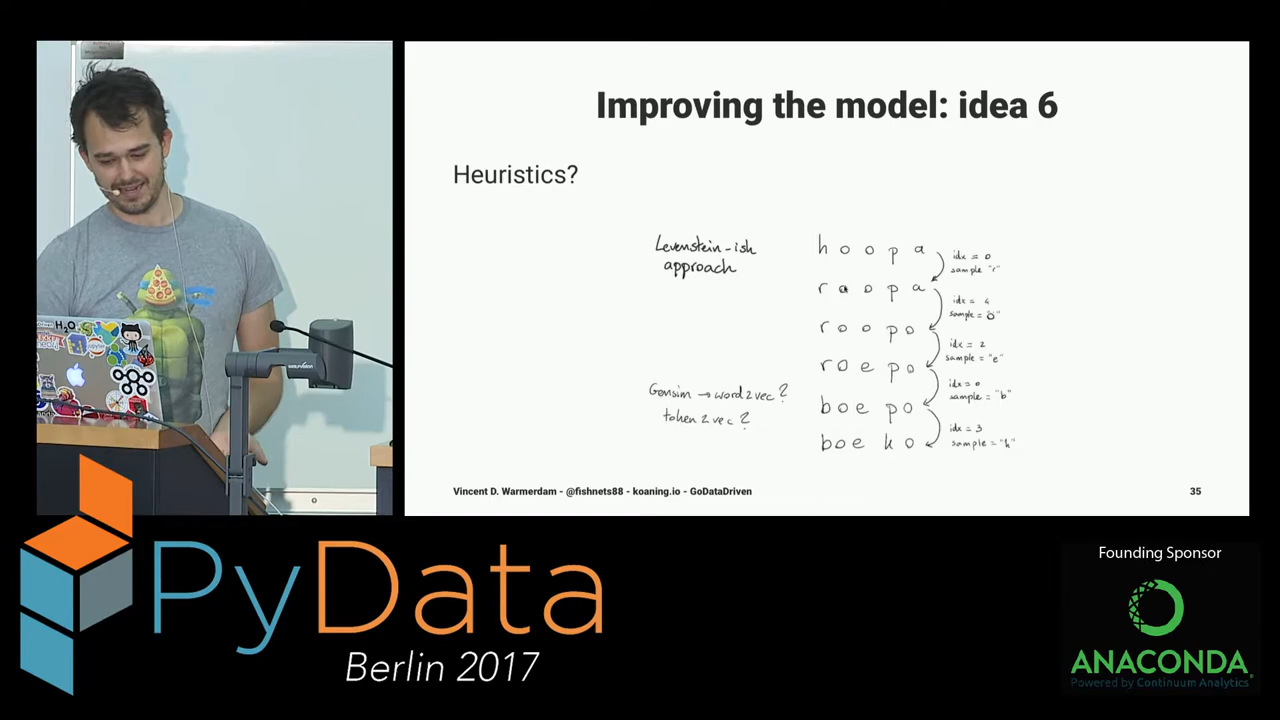 Improving the model: idea 6
Heuristics?
Levenstein-ish
approach
h o o p a
idx = 0
sample "r"
r o o p a
idx = 4
sample = "o"
r o o p o
idx = 2
sample = "e"
r o e p o
Gensim → word2vec?
idx = 0
sample = "b"
b o e p o
token2vec?
idx = 3
sample = "k"
b o e k o
Vincent D. Warmerdam - @fishnets88 - koaning.io - GoDataDriven
35
H2O
jupyter
PyData
Berlin 2017
Founding Sponsor
ANACONDA
Powered by Continuum Analytics